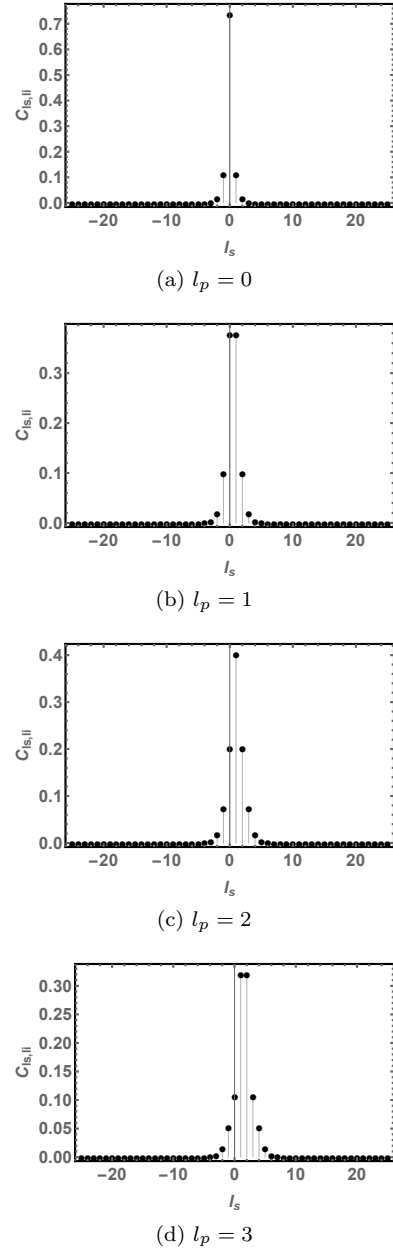 0.7
0.6
0.5
0.4
0.3
0.2
0.1
0.0
C_{ls,li}
−20 −10 0 10 20
l_s
(a) l_p = 0
0.3
0.2
0.1
0.0
C_{ls,li}
−20 −10 0 10 20
l_s
(b) l_p = 1
0.4
0.3
0.2
0.1
0.0
C_{ls,li}
−20 −10 0 10 20
l_s
(c) l_p = 2
0.30
0.25
0.20
0.15
0.10
0.05
0.00
C_{ls,li}
−20 −10 0 10 20
l_s
(d) l_p = 3